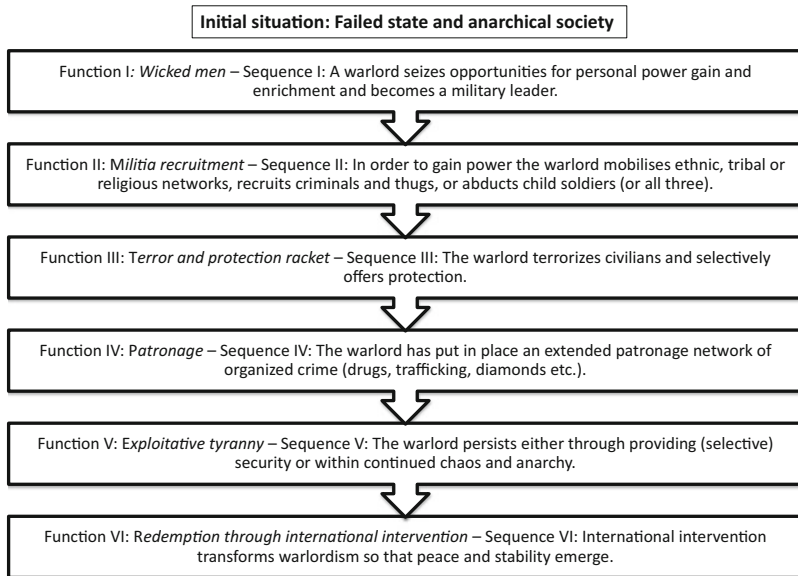 Initial situation: Failed state and anarchical society
Function I: Wicked men – Sequence I: A warlord seizes opportunities for personal power gain and
enrichment and becomes a military leader.
Function II: Militia recruitment – Sequence II: In order to gain power the warlord mobilises ethnic, tribal
or religious networks, recruits criminals and thugs, or abducts child soldiers (or all three).
Function III: Terror and protection racket – Sequence III: The warlord terrorizes civilians and selectively
offers protection.
Function IV: Patronage – Sequence IV: The warlord has put in place an extended patronage network of
organized crime (drugs, trafficking, diamonds etc.).
Function V: Exploitative tyranny – Sequence V: The warlord persists either through providing (selective)
security or within continued chaos and anarchy.
Function VI: Redemption through international intervention – Sequence VI: International intervention
transforms warlordism so that peace and stability emerge.